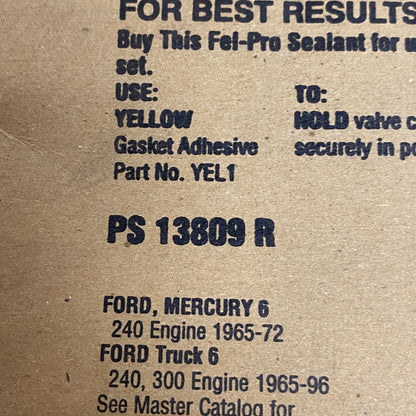 FOR BEST RESULTS
Buy This Fel-Pro Sealant for
set.
USE: TO:
YELLOW HOLD valve
Gasket Adhesive securely in
Part No. YEL1
PS 13809 R
FORD, MERCURY 6
240 Engine 1965-72
FORD Truck 6
240, 300 Engine 1965-96
See Master Catalog for